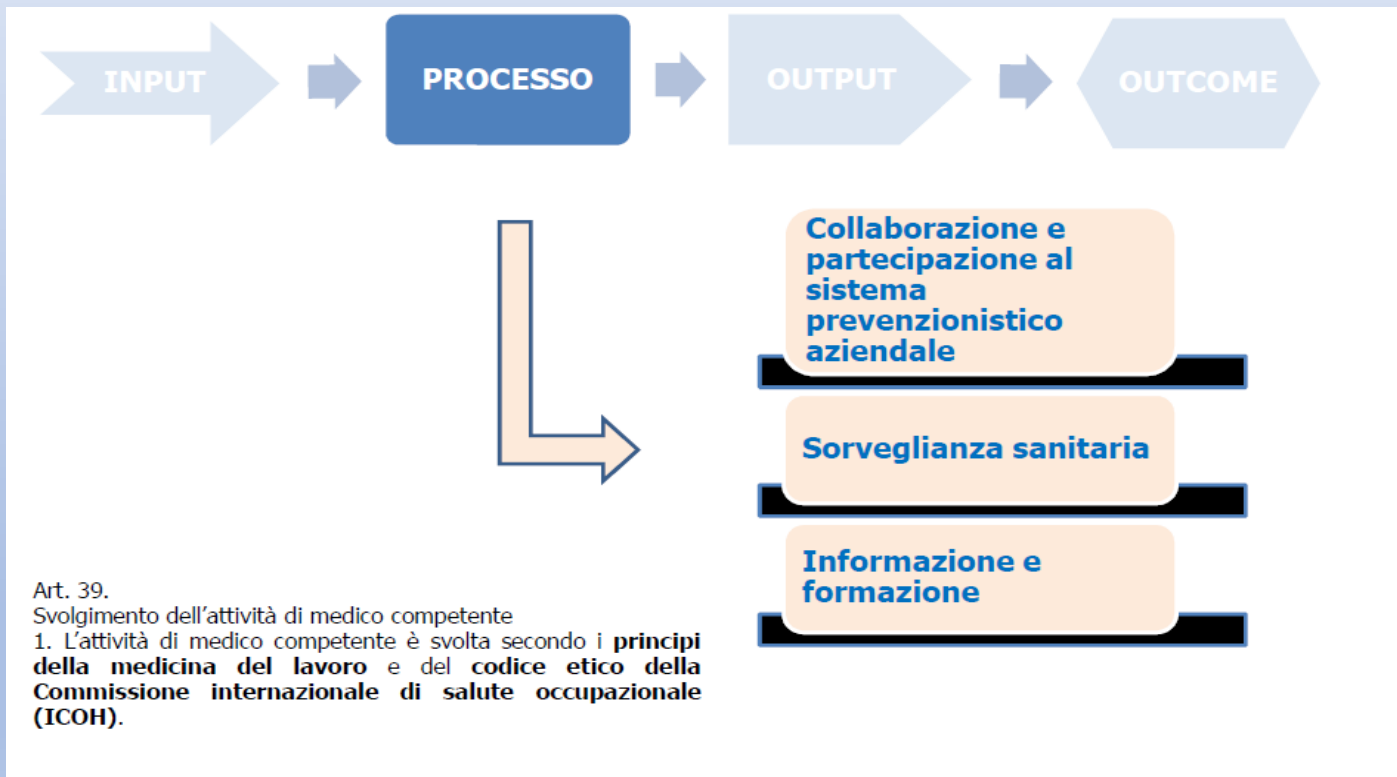 INPUT
PROCESSO
OUTPUT
OUTCOME
Collaborazione e
partecipazione al
sistema
prevenzionistico
aziendale
Sorveglianza sanitaria
Informazione e
formazione
Art. 39.
Svolgimento dell'attività di medico competente
1. L'attività di medico competente è svolta secondo i principi
della medicina del lavoro e del codice etico della
Commissione internazionale di salute occupazionale
(ICOH).